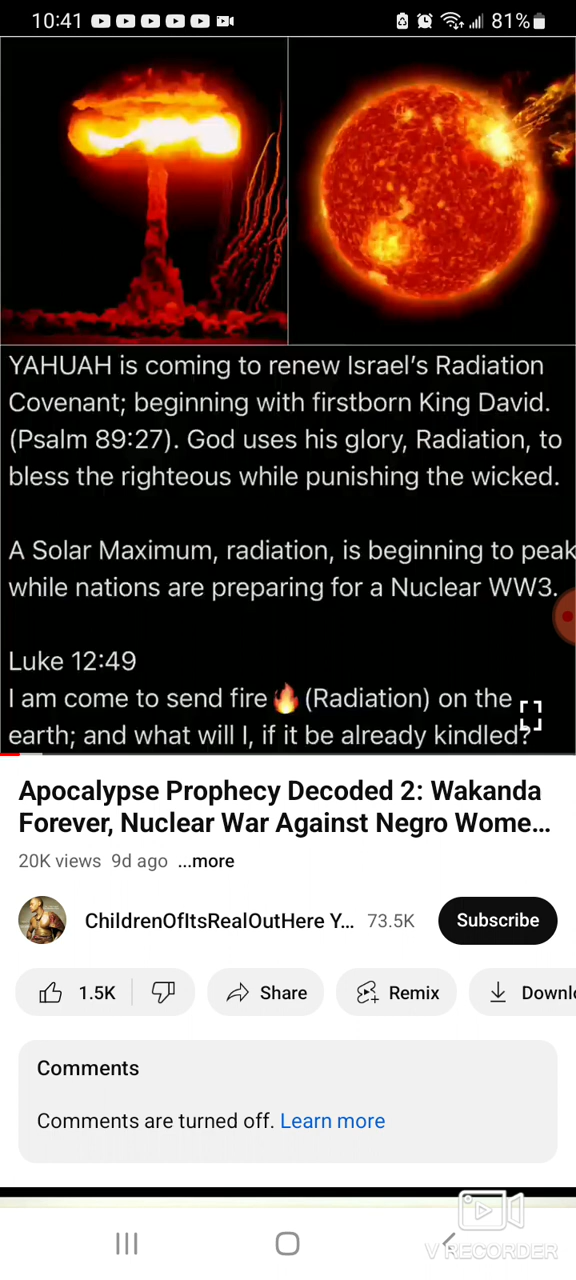 10:41
81%
YAHUAH is coming to renew Israel's Radiation
Covenant; beginning with firstborn King David.
(Psalm 89:27). God uses his glory, Radiation, to
bless the righteous while punishing the wicked.
A Solar Maximum, radiation, is beginning to peak
while nations are preparing for a Nuclear WW3.
Luke 12:49
I am come to send fire🔥 (Radiation) on the
earth; and what will I, if it be already kindled?
Apocalypse Prophecy Decoded 2: Wakanda
Forever, Nuclear War Against Negro Wome...
20K views 9d ago ...more
ChildrenOfItsRealOutHere Y... 73.5K Subscribe
1.5K Share Remix Downlo
Comments
Comments are turned off. Learn more
V RECORDER